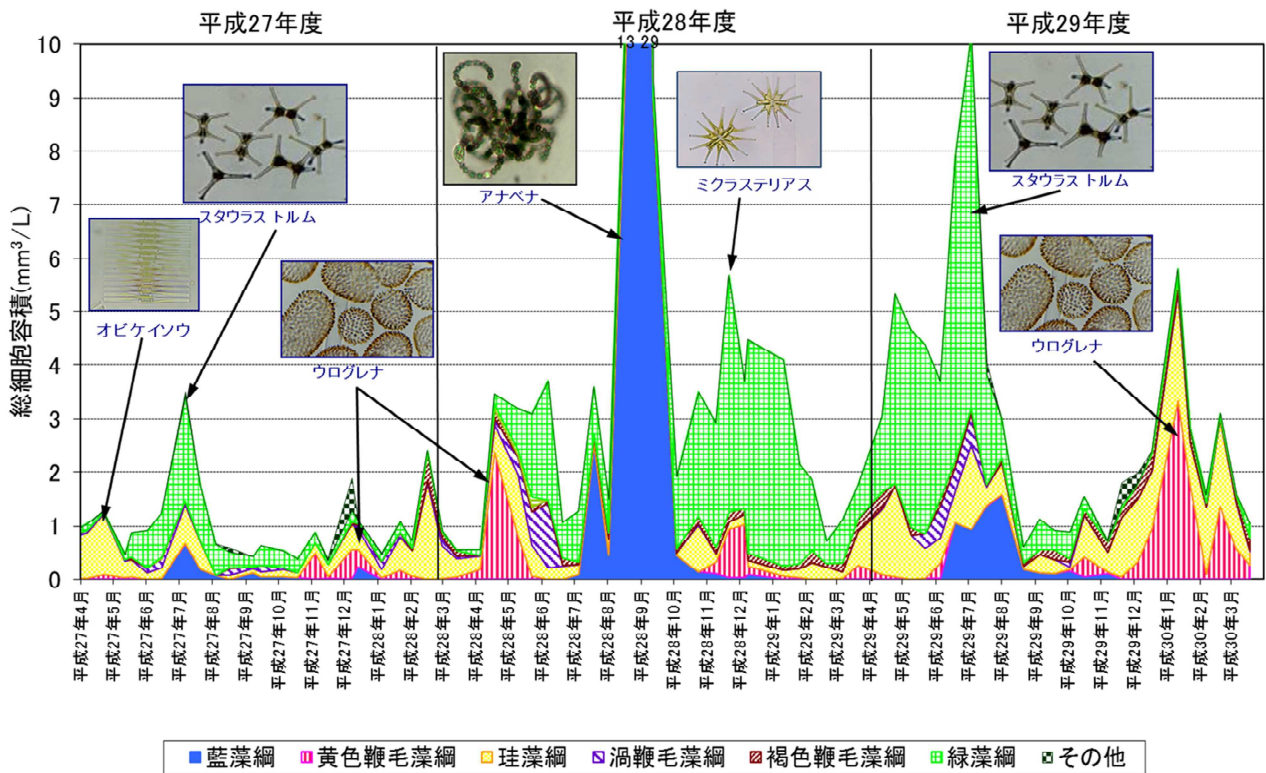 平成27年度
平成28年度
平成29年度
総細胞容積(mm³/L)
10
9
8
7
6
5
4
3
2
1
0
13 29
スタウラストルム
オビケイソウ
ウログレナ
アナベナ
ミクラステリアス
スタウラストルム
ウログレナ
平成27年4月
平成27年5月
平成27年6月
平成27年7月
平成27年8月
平成27年9月
平成27年10月
平成27年11月
平成27年12月
平成28年1月
平成28年2月
平成28年3月
平成28年4月
平成28年5月
平成28年6月
平成28年7月
平成28年8月
平成28年9月
平成28年10月
平成28年11月
平成28年12月
平成29年1月
平成29年2月
平成29年3月
平成29年4月
平成29年5月
平成29年6月
平成29年7月
平成29年8月
平成29年9月
平成29年10月
平成29年11月
平成29年12月
平成30年1月
平成30年2月
平成30年3月
藍藻綱 黄色鞭毛藻綱 珪藻綱 渦鞭毛藻綱 褐色鞭毛藻綱 緑藻綱 その他